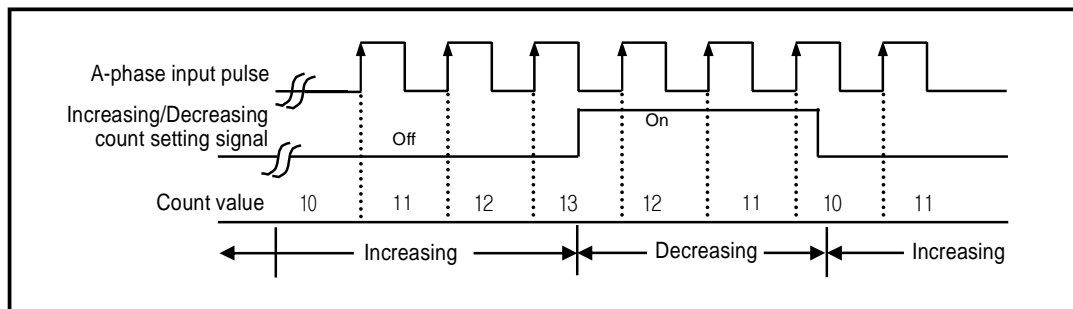 A-phase input pulse
Increasing/Decreasing
count setting signal
Off
On
Count value 10 11 12 13 12 11 10 11
Increasing Decreasing Increasing